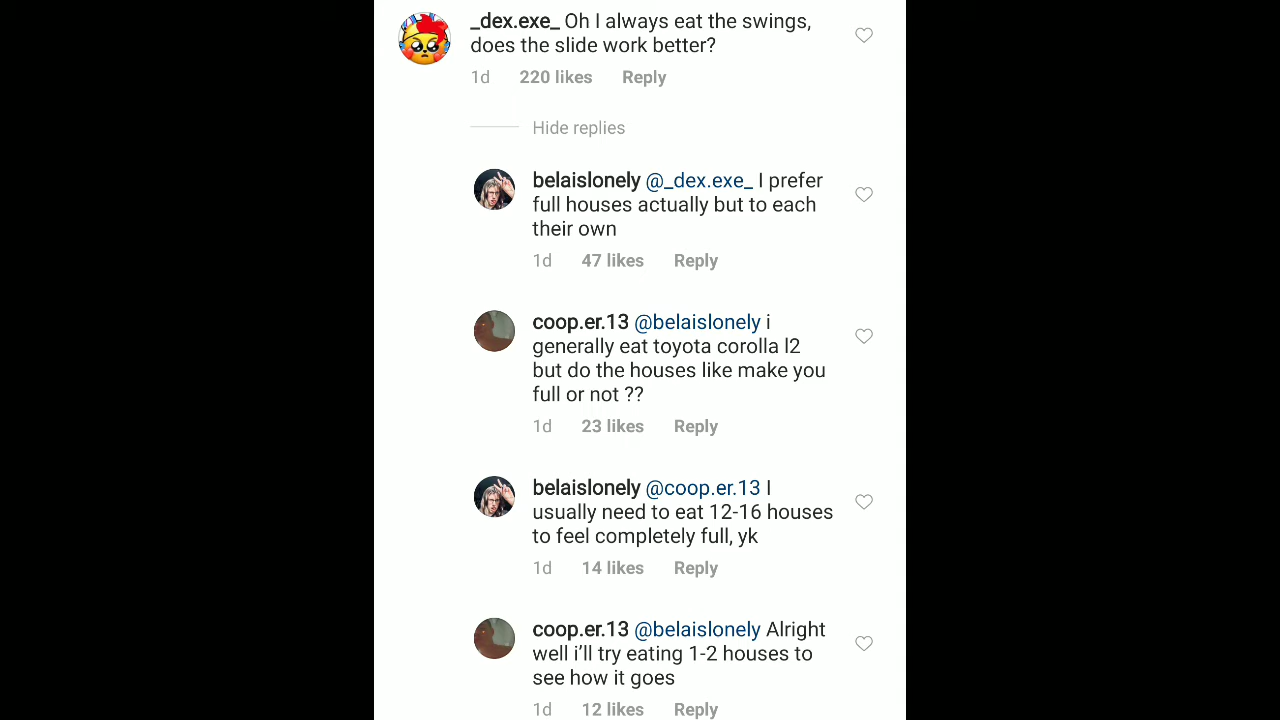 _dex.exe_ Oh I always eat the swings,
does the slide work better?
1d 220 likes Reply
Hide replies
belaislonely @_dex.exe_ I prefer
full houses actually but to each
their own
1d 47 likes Reply
coop.er.13 @belaislonely i
generally eat toyota corolla l2
but do the houses like make you
full or not ??
1d 23 likes Reply
belaislonely @coop.er.13 I
usually need to eat 12-16 houses
to feel completely full, yk
1d 14 likes Reply
coop.er.13 @belaislonely Alright
well i’ll try eating 1-2 houses to
see how it goes
1d 12 likes Reply